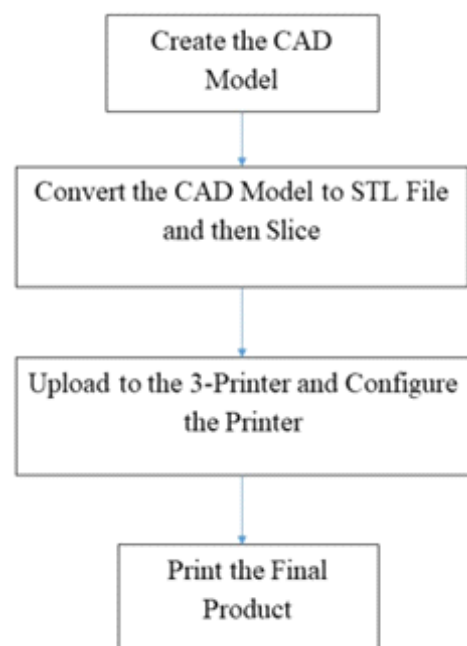 Create the CAD
Model
Convert the CAD Model to STL File
and then Slice
Upload to the 3-Printer and Configure
the Printer
Print the Final
Product